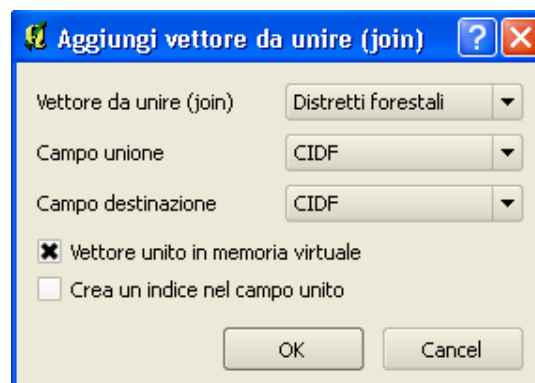 Aggiungi vettore da unire (join)
Vettore da unire (join) Distretti forestali
Campo unione CIDF
Campo destinazione CIDF
Vettore unito in memoria virtuale
Crea un indice nel campo unito
OK Cancel